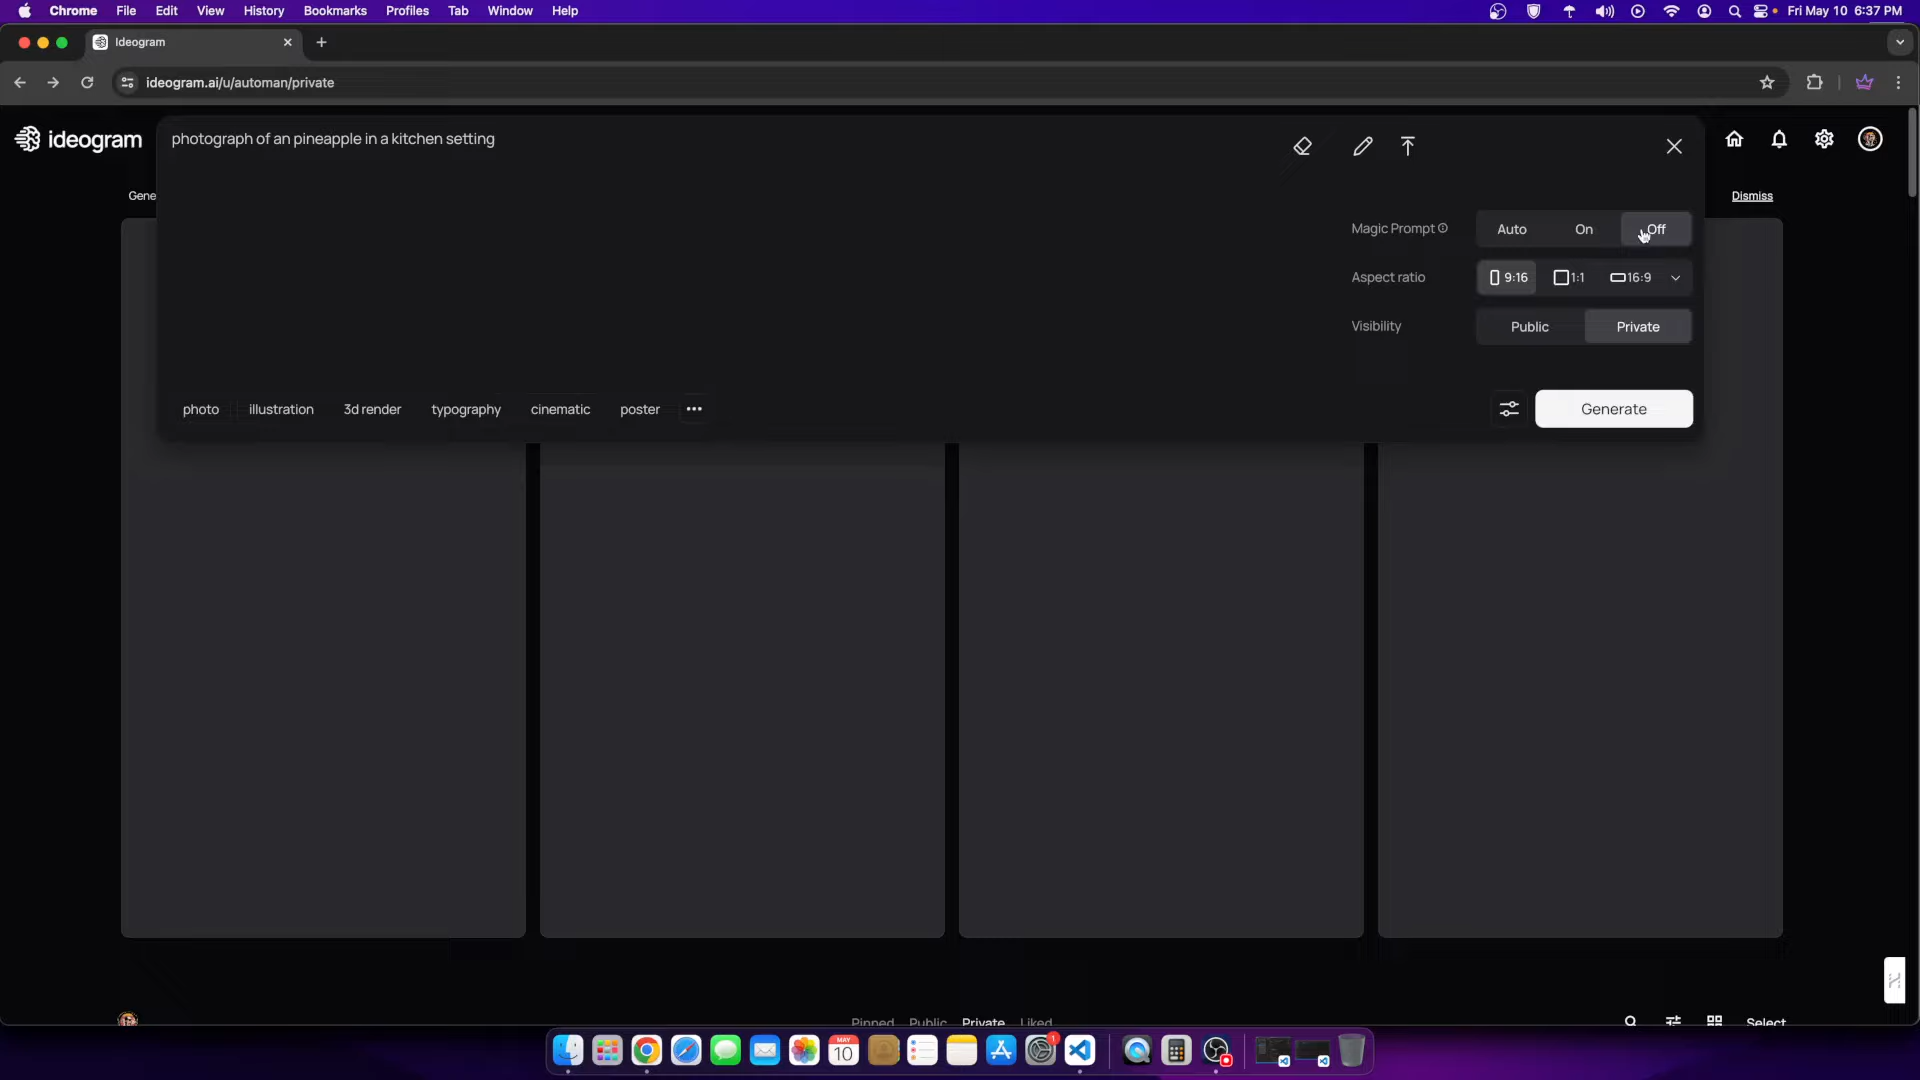 Chrome File Edit View History Bookmarks Profiles Tab Window Help Fri May 10 6:37 PM
Ideogram
ideogram.ai/u/automan/private
ideogram
photograph of an pineapple in a kitchen setting
Gene
Dismiss
Magic Prompt Auto On Off
Aspect ratio 9:16 1:1 16:9
Visibility Public Private
photo illustration 3d render typography cinematic poster
Generate
Pinned Public Private Liked Select
MAY
10
1